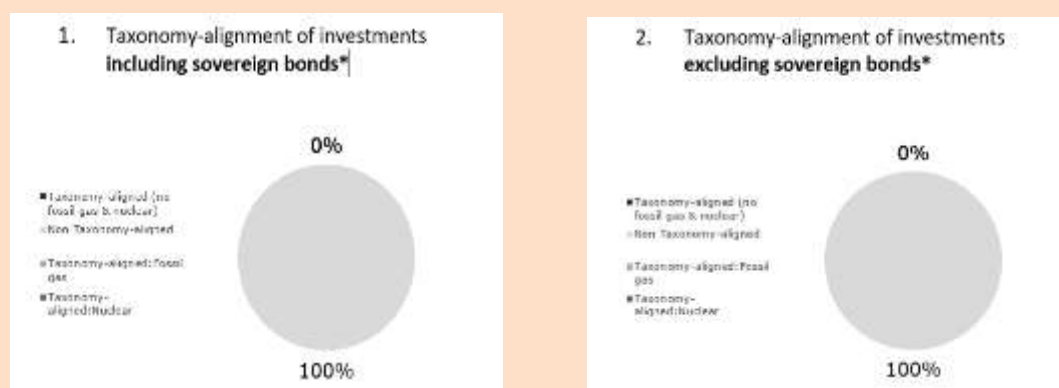 1. Taxonomy-alignment of investments
including sovereign bonds*
0%
Taxonomy-aligned (no
fossil gas & nuclear)
Non Taxonomy-aligned
Taxonomy-aligned: Fossil
gas
Taxonomy-
aligned:Nuclear
100%
2. Taxonomy-alignment of investments
excluding sovereign bonds*
0%
Taxonomy-aligned (no
fossil gas & nuclear)
Non Taxonomy-aligned
Taxonomy-aligned: Fossil
gas
Taxonomy-
aligned:Nuclear
100%